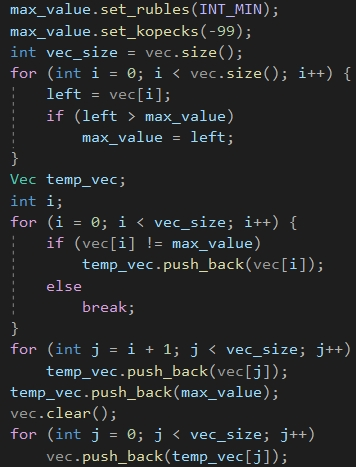 max_value.set_rubles(INT_MIN);
max_value.set_kopecks(-99);
int vec_size = vec.size();
for (int i = 0; i < vec.size(); i++) {
    left = vec[i];
    if (left > max_value)
        max_value = left;
}
Vec temp_vec;
int i;
for (i = 0; i < vec_size; i++) {
    if (vec[i] != max_value)
        temp_vec.push_back(vec[i]);
    else
        break;
}
for (int j = i + 1; j < vec_size; j++)
    temp_vec.push_back(vec[j]);
temp_vec.push_back(max_value);
vec.clear();
for (int j = 0; j < vec_size; j++)
    vec.push_back(temp_vec[j]);